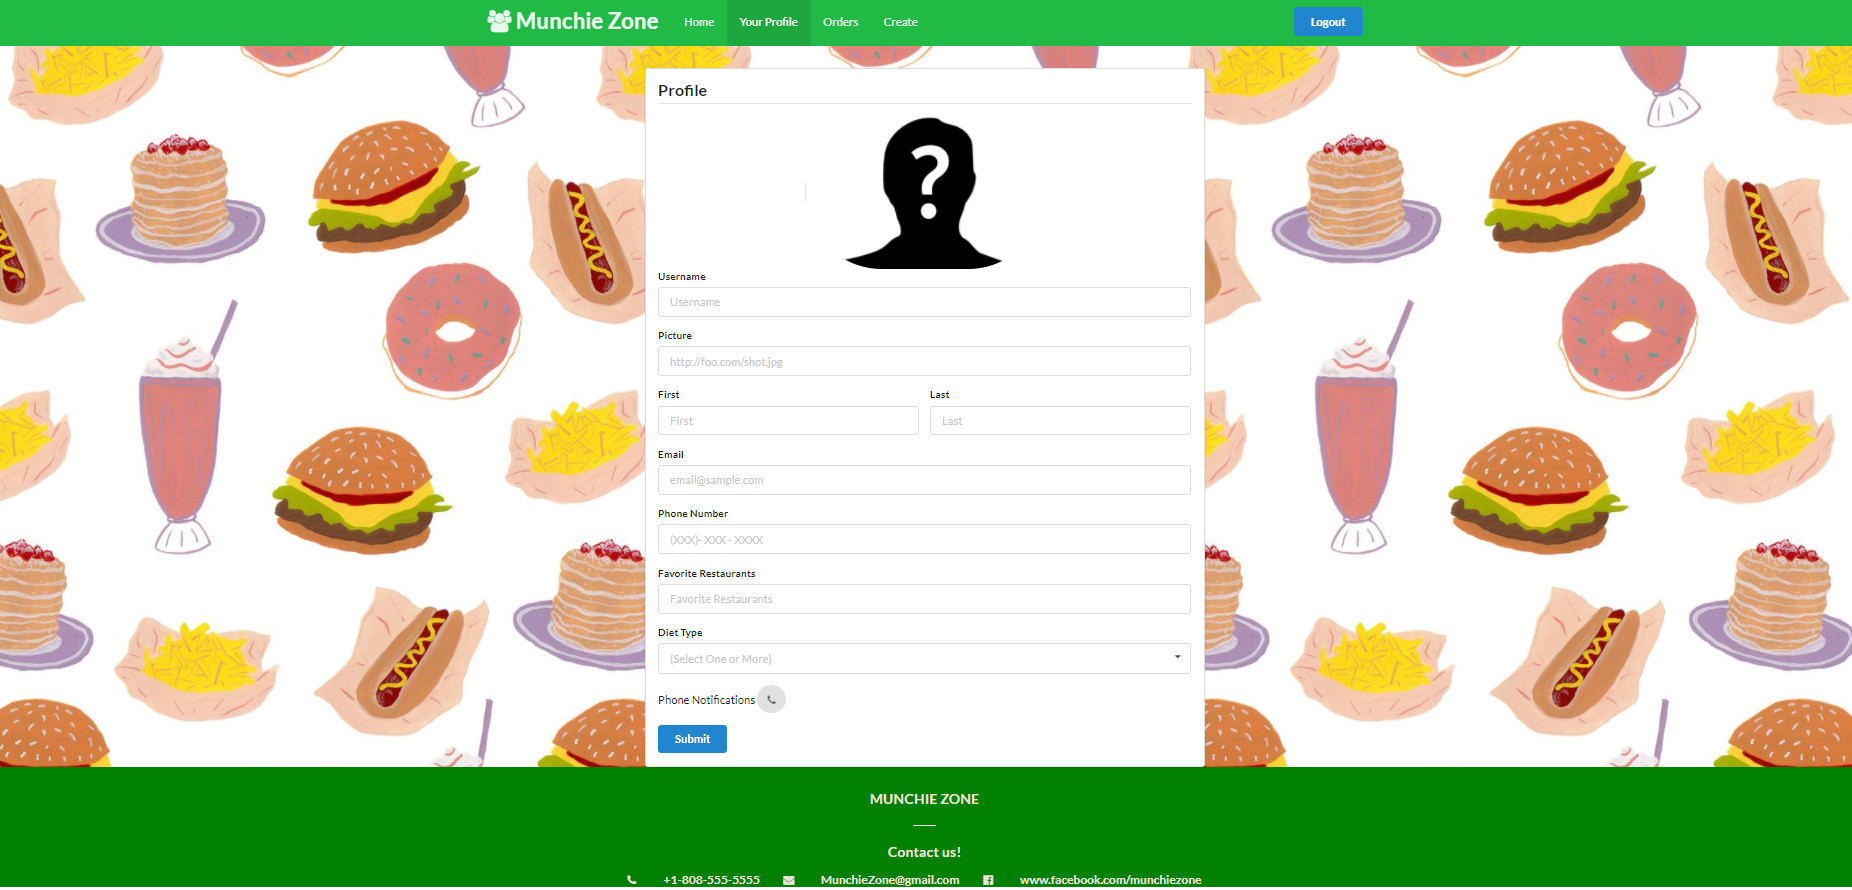 Munchie Zone Home Your Profile Orders Create Logout
Profile
?
Username
Username
Picture
http://foo.com/shot.jpg
First Last
First Last
Email
email@sample.com
Phone Number
(XXX)- XXX - XXXX
Favorite Restaurants
Favorite Restaurants
Diet Type
(Select One or More)
Phone Notifications
Submit
MUNCHIE ZONE
Contact us!
+1-808-555-5555 MunchieZone@gmail.com www.facebook.com/munchiezone